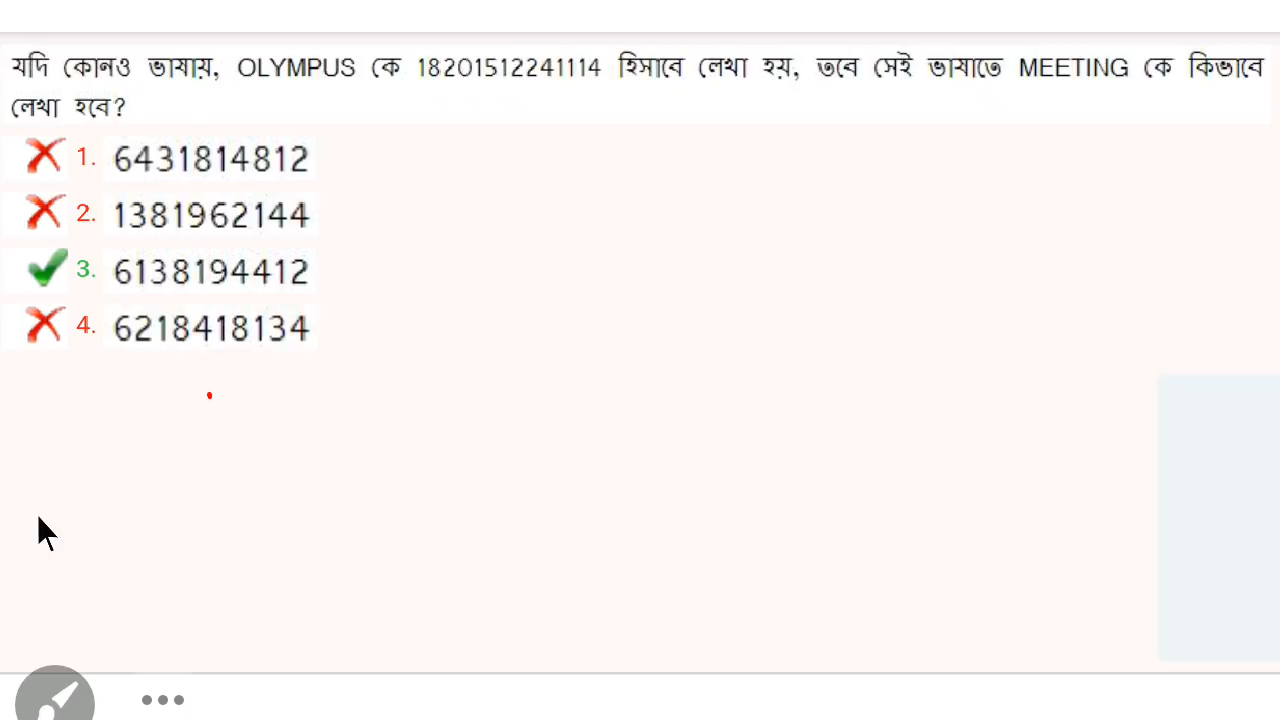 যদি কোনও ভাষায়, OLYMPUS কে 18201512241114 হিসাবে লেখা হয়, তবে সেই ভাষাতে MEETING কে কিভাবে
লেখা হবে?
1. 6431814812
2. 1381962144
3. 6138194412
4. 6218418134